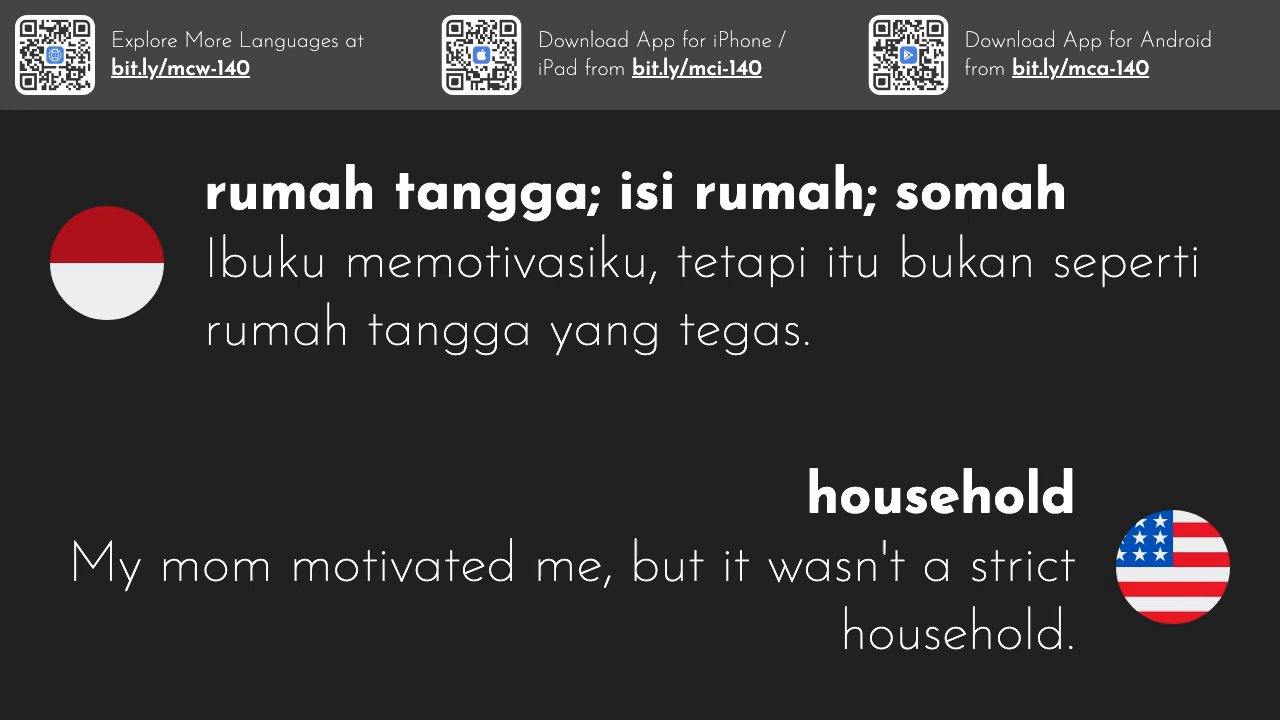 Explore More Languages at
bit.ly/mcw-140
Download App for iPhone /
iPad from bit.ly/mci-140
Download App for Android
from bit.ly/mca-140
rumah tangga; isi rumah; somah
Ibuku memotivasiku, tetapi itu bukan seperti
rumah tangga yang tegas.
household
My mom motivated me, but it wasn't a strict
household.